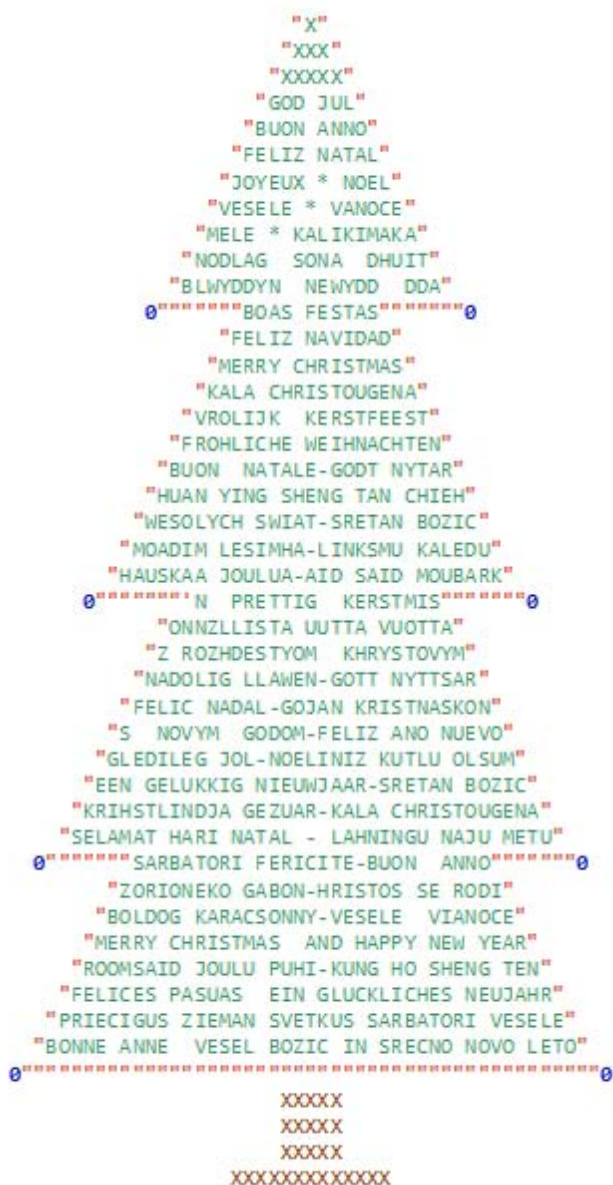 "X"
"XXX"
"XXXXX"
"GOD JUL"
"BUON ANNO"
"FELIZ NATAL"
"JOYEUX * NOEL"
"VESELE * VANOCE"
"MELE * KALIKIMAKA"
"NODLAG  SONA  DHUIT"
"BLWYDDYN  NEWYDD  DDA"
0"""""""BOAS FESTAS"""""""0
"FELIZ NAVIDAD"
"MERRY CHRISTMAS"
"KALA CHRISTOUGENA"
"VROLIJK  KERSTFEEST"
"FROHLICHE WEIHNACHTEN"
"BUON  NATALE-GODT NYTAR"
"HUAN YING SHENG TAN CHIEH"
"WESOLYCH SWIAT-SRETAN BOZIC"
"MOADIM LESIMHA-LINKSMU KALEDU"
"HAUSKAA JOULUA-AID SAID MOUBARK"
0"""""""'N  PRETTIG  KERSTMIS"""""""0
"ONNZLLISTA UUTTA VUOTTA"
"Z ROZHDESTYOM  KHRYSTOVYM"
"NADOLIG LLAWEN-GOTT NYTTSAR"
"FELIC NADAL-GOJAN KRISTNASKON"
"S  NOVYM  GODOM-FELIZ ANO NUEVO"
"GLEDILEG JOL-NOELINIZ KUTLU OLSUM"
"EEN GELUKKIG NIEUWJAAR-SRETAN BOZIC"
"KRIHSTLINDJA GEZUAR-KALA CHRISTOUGENA"
"SELAMAT HARI NATAL - LAHNINGU NAJU METU"
0"""""""SARBATORI FERICITE-BUON  ANNO"""""""0
"ZORIONEKO GABON-HRISTOS SE RODI"
"BOLDOG KARACSONNY-VESELE  VIANOCE"
"MERRY CHRISTMAS  AND HAPPY NEW YEAR"
"ROOMSAID JOULU PUHI-KUNG HO SHENG TEN"
"FELICES PASUAS  EIN GLUCKLICHES NEUJAHR"
"PRIECIGUS ZIEMAN SVETKUS SARBATORI VESELE"
"BONNE ANNE  VESEL BOZIC IN SRECNO NOVO LETO"
0"""""""""""""""""""""""""""""""""""""""""""""""0
XXXXX
XXXXX
XXXXX
XXXXXXXXXXXXX